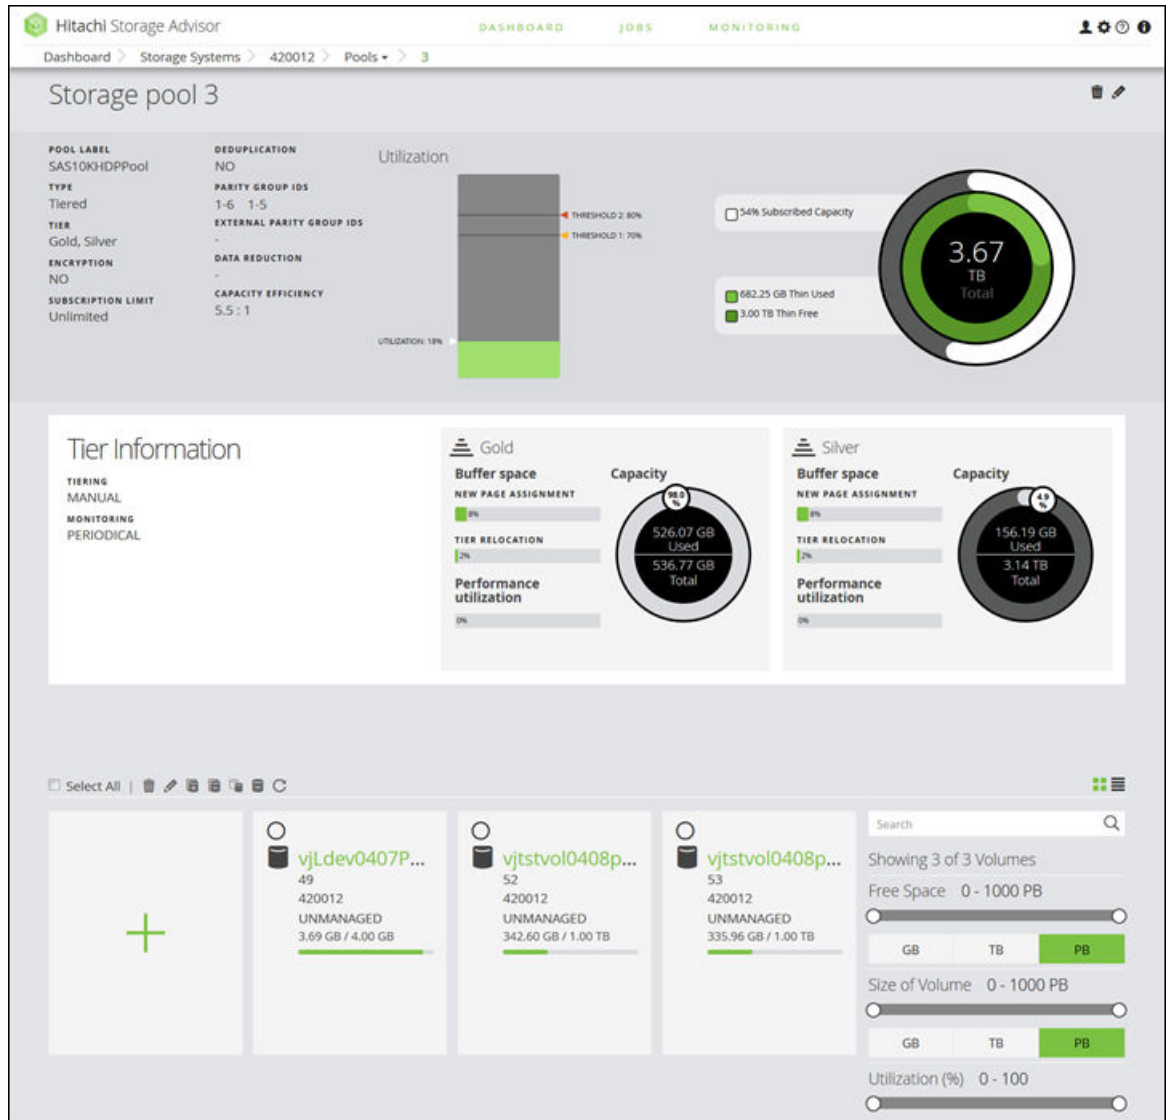 Hitachi Storage Advisor
DASHBOARD JOBS MONITORING
Dashboard Storage Systems 420012 Pools 3
Storage pool 3
POOL LABEL
SAS10KHDPPool
TYPE
Tiered
TIER
Gold, Silver
ENCRYPTION
NO
SUBSCRIPTION LIMIT
Unlimited
DEDUPLICATION
NO
PARITY GROUP IDS
1-6 1-5
EXTERNAL PARITY GROUP IDS
-
DATA REDUCTION
-
CAPACITY EFFICIENCY
5.5 : 1
Utilization
THRESHOLD 2: 80%
THRESHOLD 1: 70%
UTILIZATION: 18%
54% Subscribed Capacity
682.25 GB Thin Used
3.00 TB Thin Free
3.67
TB
Total
Tier Information
TIERING
MANUAL
MONITORING
PERIODICAL
Gold
Buffer space
NEW PAGE ASSIGNMENT
8%
TIER RELOCATION
2%
Performance
utilization
0%
Capacity
98.0
%
526.07 GB
Used
536.77 GB
Total
Silver
Buffer space
NEW PAGE ASSIGNMENT
8%
TIER RELOCATION
2%
Performance
utilization
0%
Capacity
4.9
%
156.19 GB
Used
3.14 TB
Total
Select All |
vjLdev0407P...
49
420012
UNMANAGED
3.69 GB / 4.00 GB
vjtstvol0408p...
52
420012
UNMANAGED
342.60 GB / 1.00 TB
vjtstvol0408p...
53
420012
UNMANAGED
335.96 GB / 1.00 TB
Search
Showing 3 of 3 Volumes
Free Space 0 - 1000 PB
GB TB PB
Size of Volume 0 - 1000 PB
GB TB PB
Utilization (%) 0 - 100